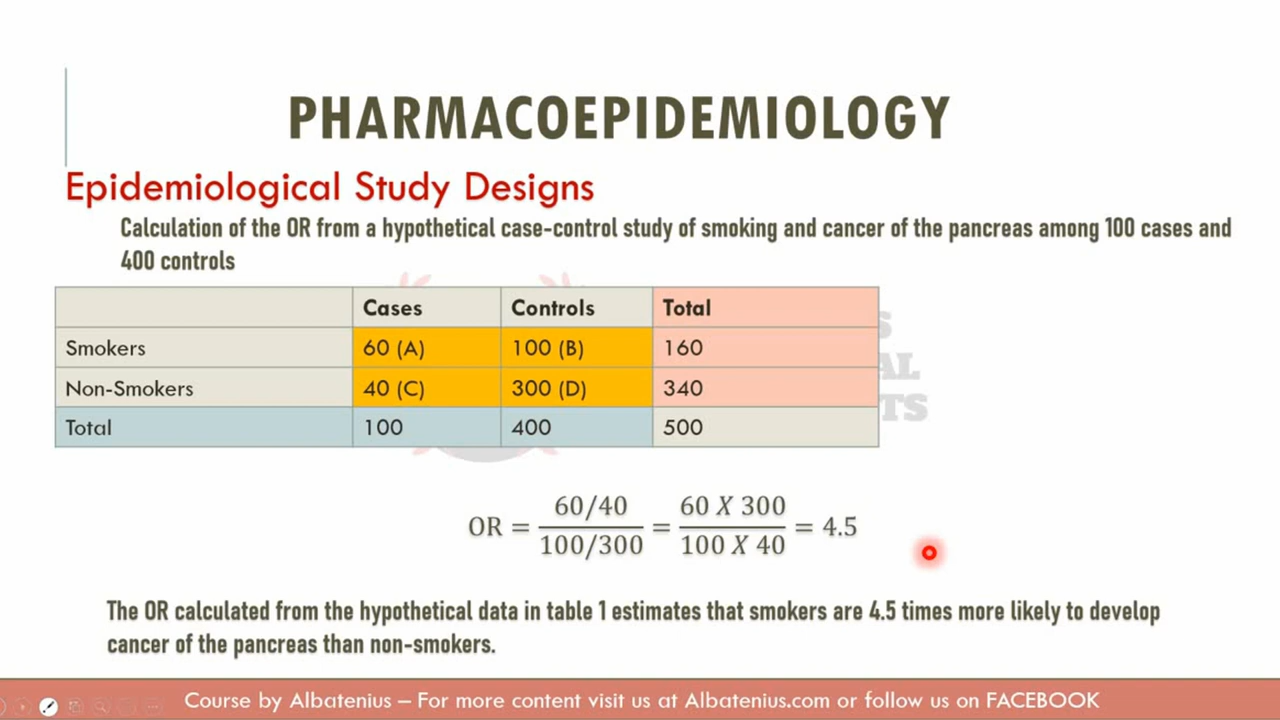 PHARMACOEPIDEMIOLOGY
Epidemiological Study Designs
Calculation of the OR from a hypothetical case-control study of smoking and cancer of the pancreas among 100 cases and
400 controls
Cases Controls Total
Smokers 60 (A) 100 (B) 160
Non-Smokers 40 (C) 300 (D) 340
Total 100 400 500
OR = 60/40 / 100/300 = 60 X 300 / 100 X 40 = 4.5
The OR calculated from the hypothetical data in table 1 estimates that smokers are 4.5 times more likely to develop
cancer of the pancreas than non-smokers.
Course by Albatenius – For more content visit us at Albatenius.com or follow us on FACEBOOK